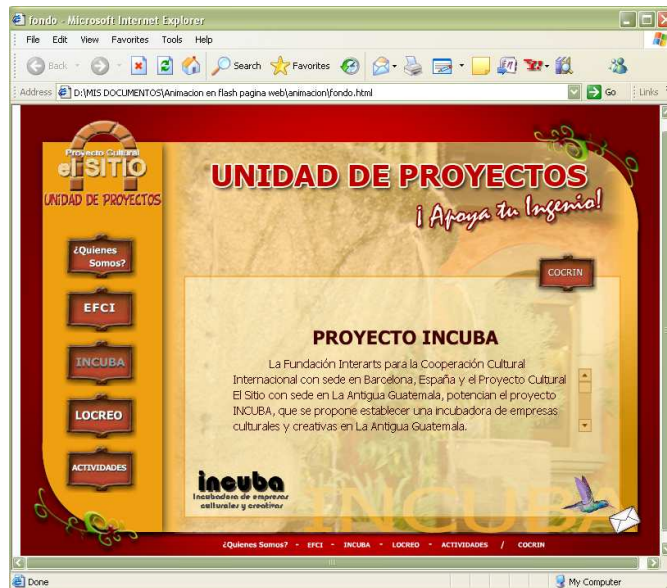 fondo - Microsoft Internet Explorer
File Edit View Favorites Tools Help
Back Search Favorites
Address D:\MIS DOCUMENTOS\Animacion en flash pagina web\animacion\fondo.html Go Links
Proyecto Cultural
el SITIO
UNIDAD DE PROYECTOS
UNIDAD DE PROYECTOS
¡ Apoya tu Ingenio!
¿Quienes
Somos?
EFCI
INCUBA
LOCREO
ACTIVIDADES
COCRIN
PROYECTO INCUBA
La Fundación Interarts para la Cooperación Cultural
Internacional con sede en Barcelona, España y el Proyecto Cultural
El Sitio con sede en La Antigua Guatemala, potencian el proyecto
INCUBA, que se propone establecer una incubadora de empresas
culturales y creativas en La Antigua Guatemala.
incuba
Incubadora de empresas
culturales y creativas
INCUBA
¿Quienes Somos? - EFCI - INCUBA - LOCREO - ACTIVIDADES / COCRIN
Done My Computer